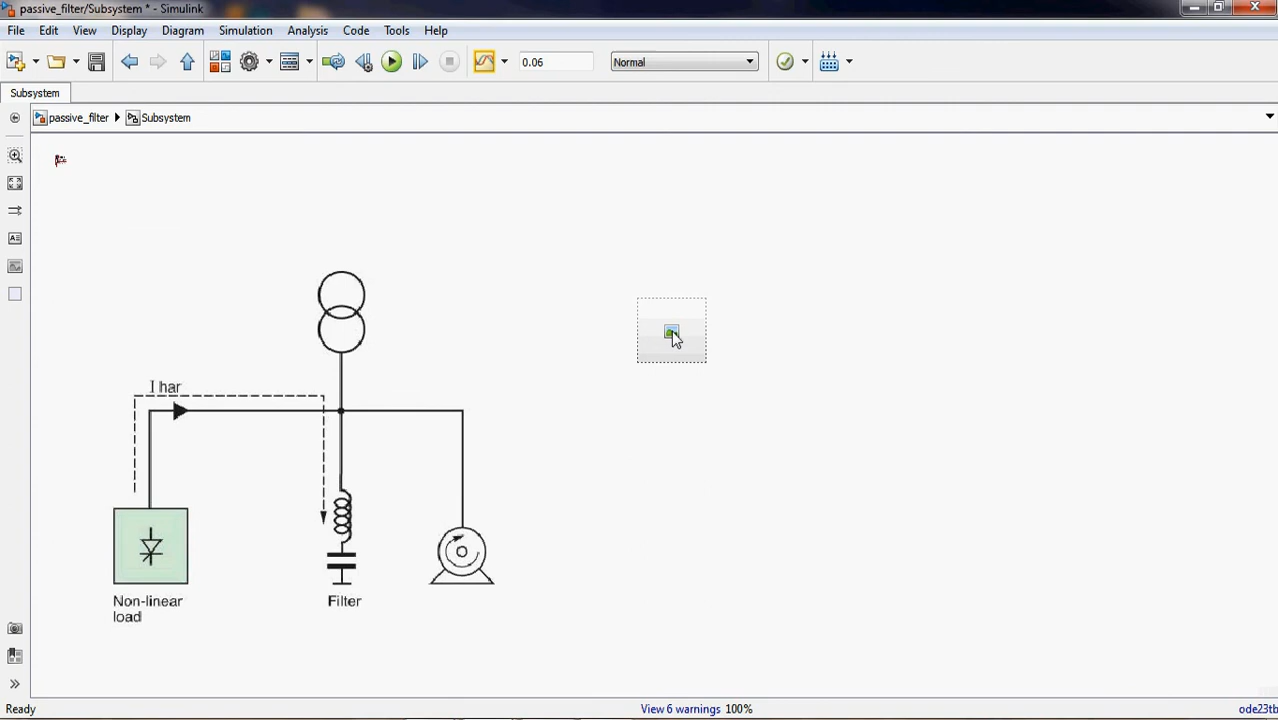 passive_filter/Subsystem * - Simulink
File Edit View Display Diagram Simulation Analysis Code Tools Help
0.06 Normal
Subsystem
passive_filter Subsystem
I har
Non-linear
load
Filter
Ready View 6 warnings 100% ode23tb